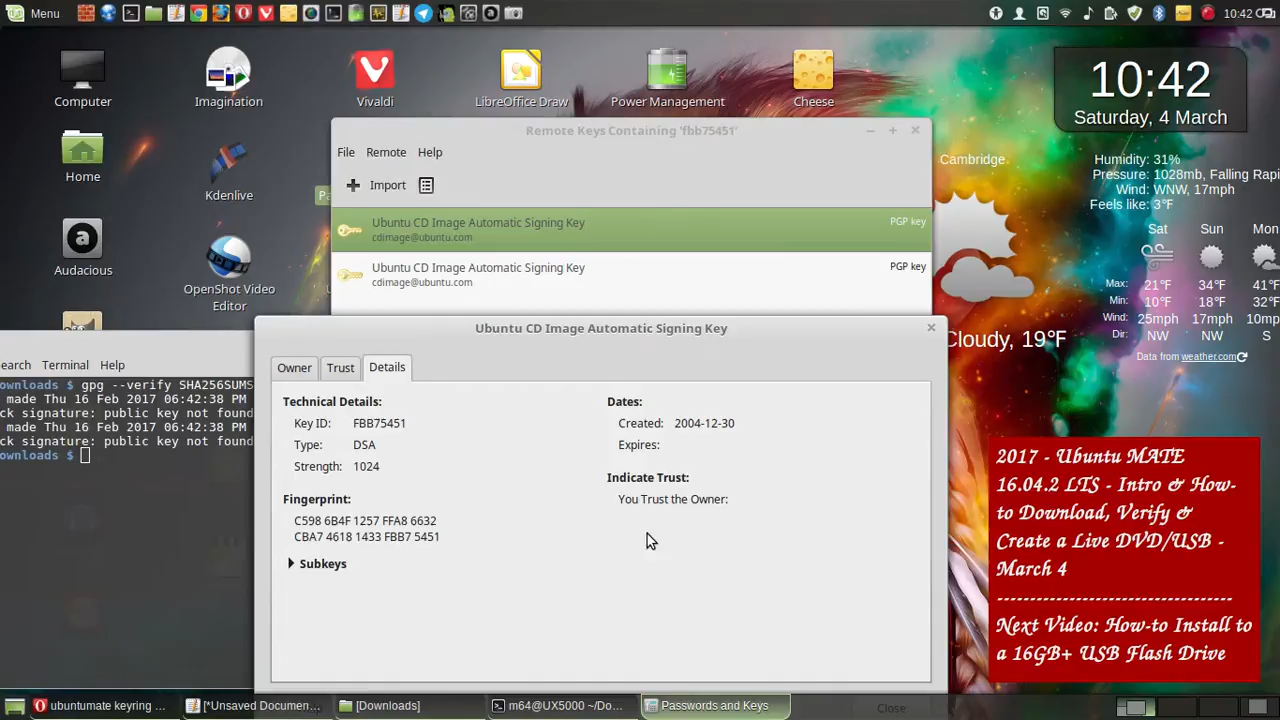 Menu
10:42
Computer
Imagination
Vivaldi
LibreOffice Draw
Power Management
Cheese
10:42
Saturday, 4 March
Home
Kdenlive
Audacious
OpenShot Video
Editor
Remote Keys Containing 'fbb75451'
File Remote Help
Import
Ubuntu CD Image Automatic Signing Key
cdimage@ubuntu.com
PGP key
Ubuntu CD Image Automatic Signing Key
cdimage@ubuntu.com
PGP key
Cambridge
Humidity: 31%
Pressure: 1028mb, Falling Rapi
Wind: WNW, 17mph
Feels like: 3°F
Sat Sun Mon
Max: 21°F 34°F 41°F
Min: 10°F 18°F 32°F
Wind: 25mph 17mph 10mp
Dir: NW NW S
Cloudy, 19°F
Data from weather.com
earch Terminal Help
ownloads $ gpg --verify SHA256SUMS
made Thu 16 Feb 2017 06:42:38 PM
ck signature: public key not found
made Thu 16 Feb 2017 06:42:38 PM
ck signature: public key not found
ownloads $
Ubuntu CD Image Automatic Signing Key
Owner Trust Details
Technical Details:
Key ID: FBB75451
Type: DSA
Strength: 1024
Fingerprint:
C598 6B4F 1257 FFA8 6632
CBA7 4618 1433 FBB7 5451
Subkeys
Dates:
Created: 2004-12-30
Expires:
Indicate Trust:
You Trust the Owner:
Close
2017 - Ubuntu MATE
16.04.2 LTS - Intro & How-
to Download, Verify &
Create a Live DVD/USB -
March 4
----------------------------------
Next Video: How-to Install to
a 16GB+ USB Flash Drive
ubuntumate keyring ...
[*Unsaved Documen...
[Downloads]
m64@UX5000 ~/Do...
Passwords and Keys